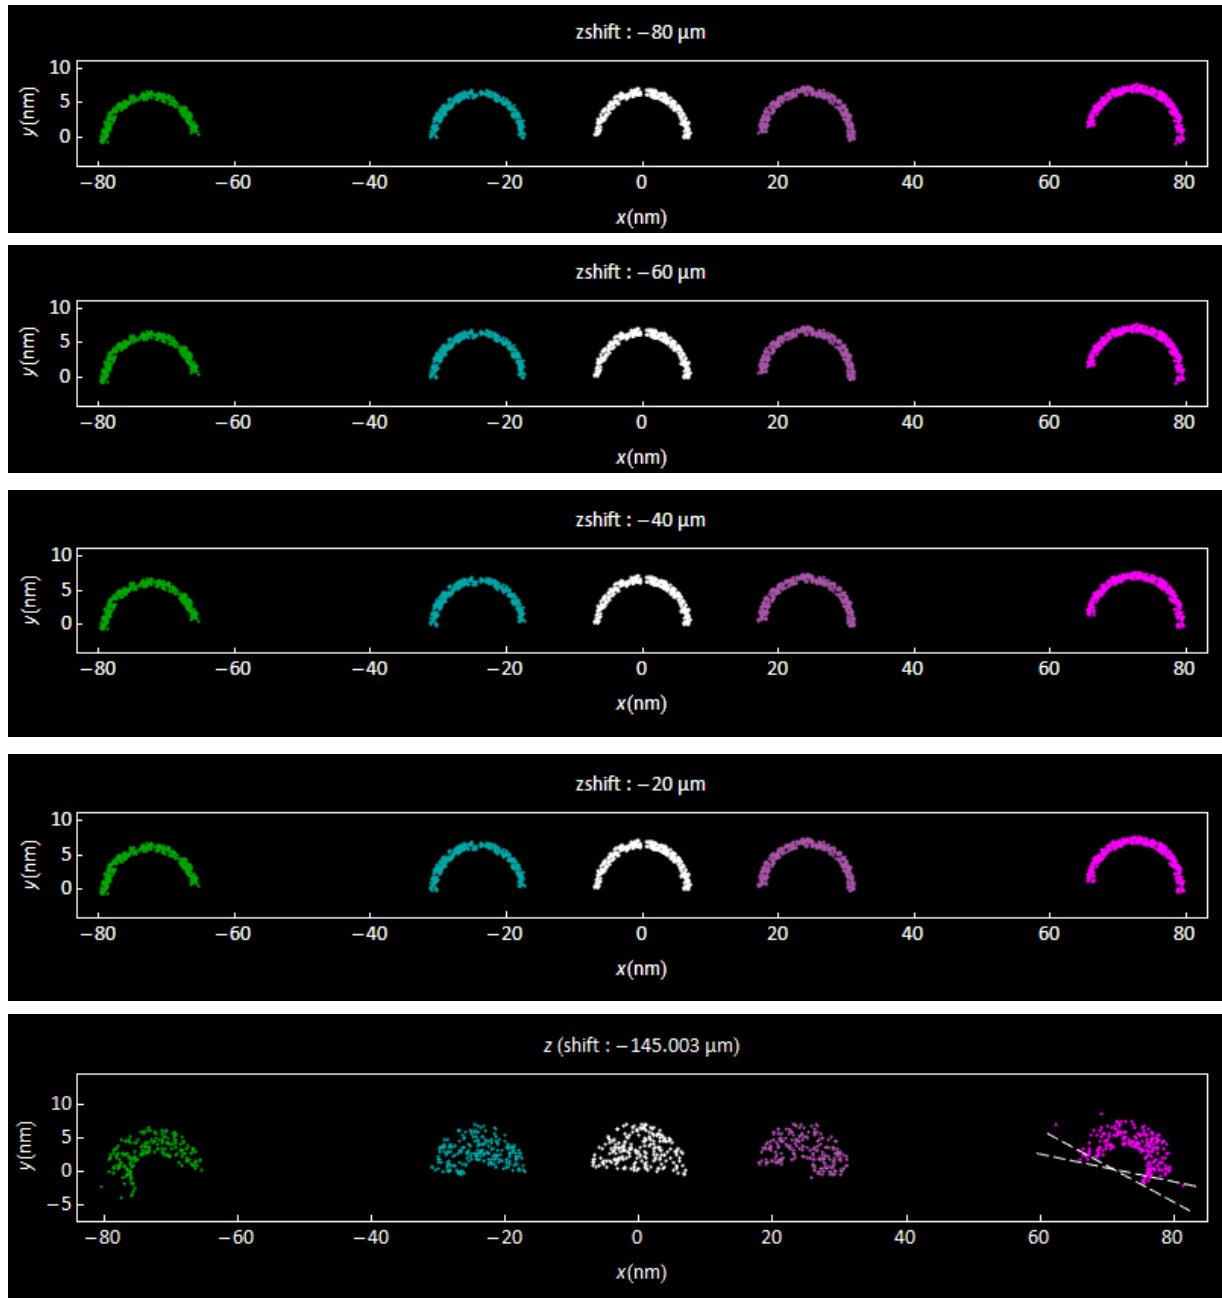 zshift : −80 μm
10
5
0
y(nm)
−80 −60 −40 −20 0 20 40 60 80
x(nm)
zshift : −60 μm
10
5
0
y(nm)
−80 −60 −40 −20 0 20 40 60 80
x(nm)
zshift : −40 μm
10
5
0
y(nm)
−80 −60 −40 −20 0 20 40 60 80
x(nm)
zshift : −20 μm
10
5
0
y(nm)
−80 −60 −40 −20 0 20 40 60 80
x(nm)
z (shift : −145.003 μm)
10
5
0
−5
y(nm)
−80 −60 −40 −20 0 20 40 60 80
x(nm)